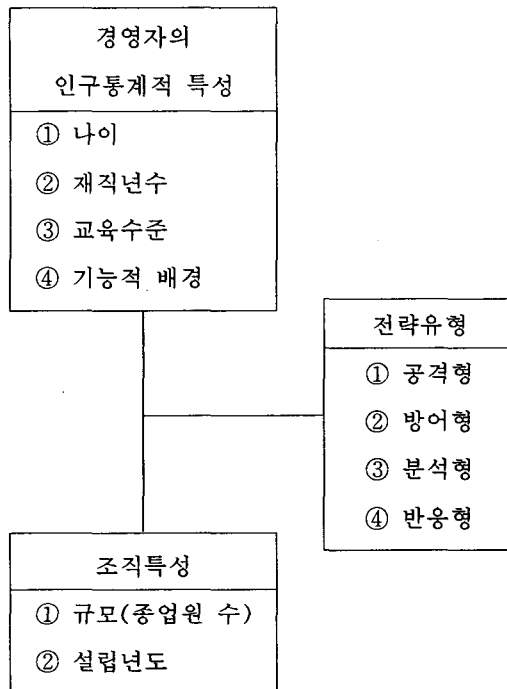 경영자의
인구통계적 특성
① 나이
② 재직년수
③ 교육수준
④ 기능적 배경
전략유형
① 공격형
② 방어형
③ 분석형
④ 반응형
조직특성
① 규모(종업원 수)
② 설립년도